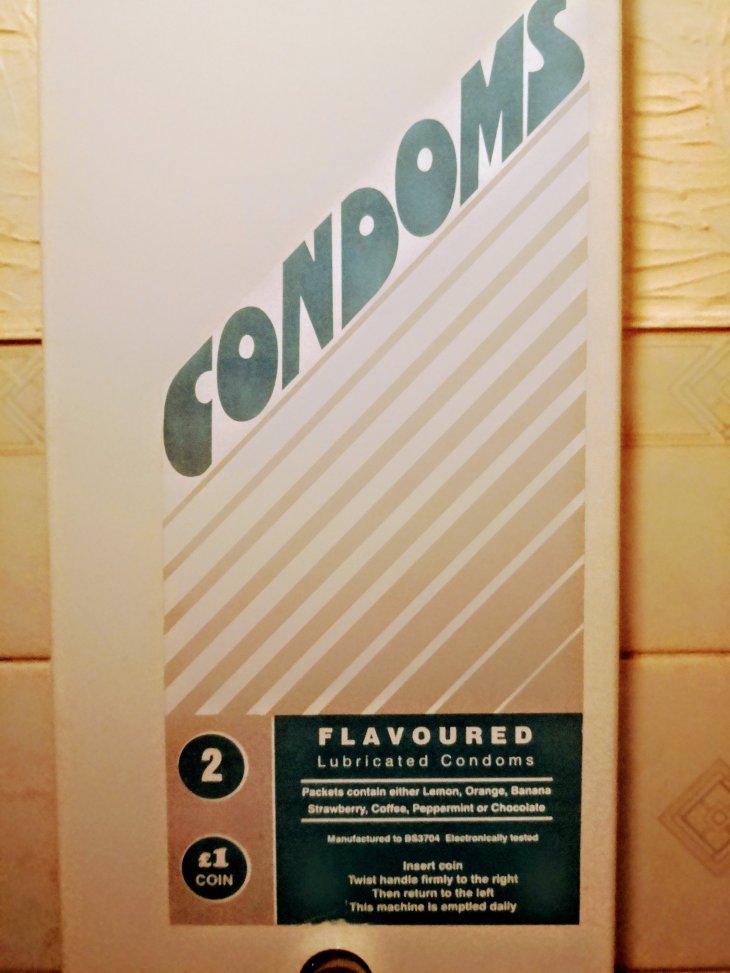 CONDOMS
2
£1
COIN
FLAVOURED
Lubricated Condoms
Packets contain either Lemon, Orange, Banana
Strawberry, Coffee, Peppermint or Chocolate
Manufactured to BS3704 Electronically tested
Insert coin
Twist handle firmly to the right
Then return to the left
This machine is emptied daily